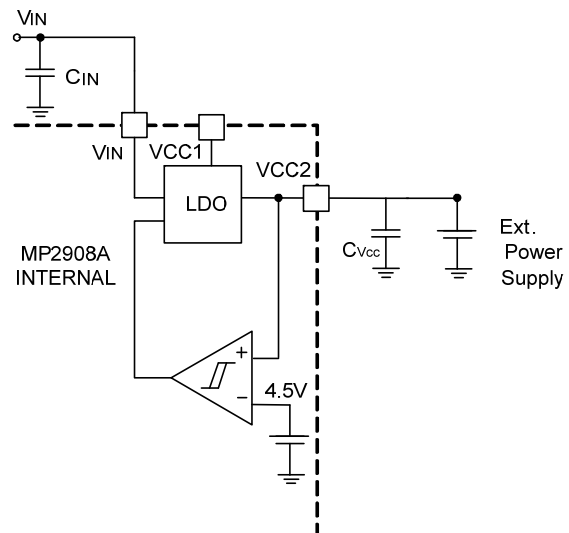 VIN
CIN
VIN
VCC1
VCC2
LDO
MP2908A
INTERNAL
CVCC
Ext.
Power
Supply
+
4.5V
−